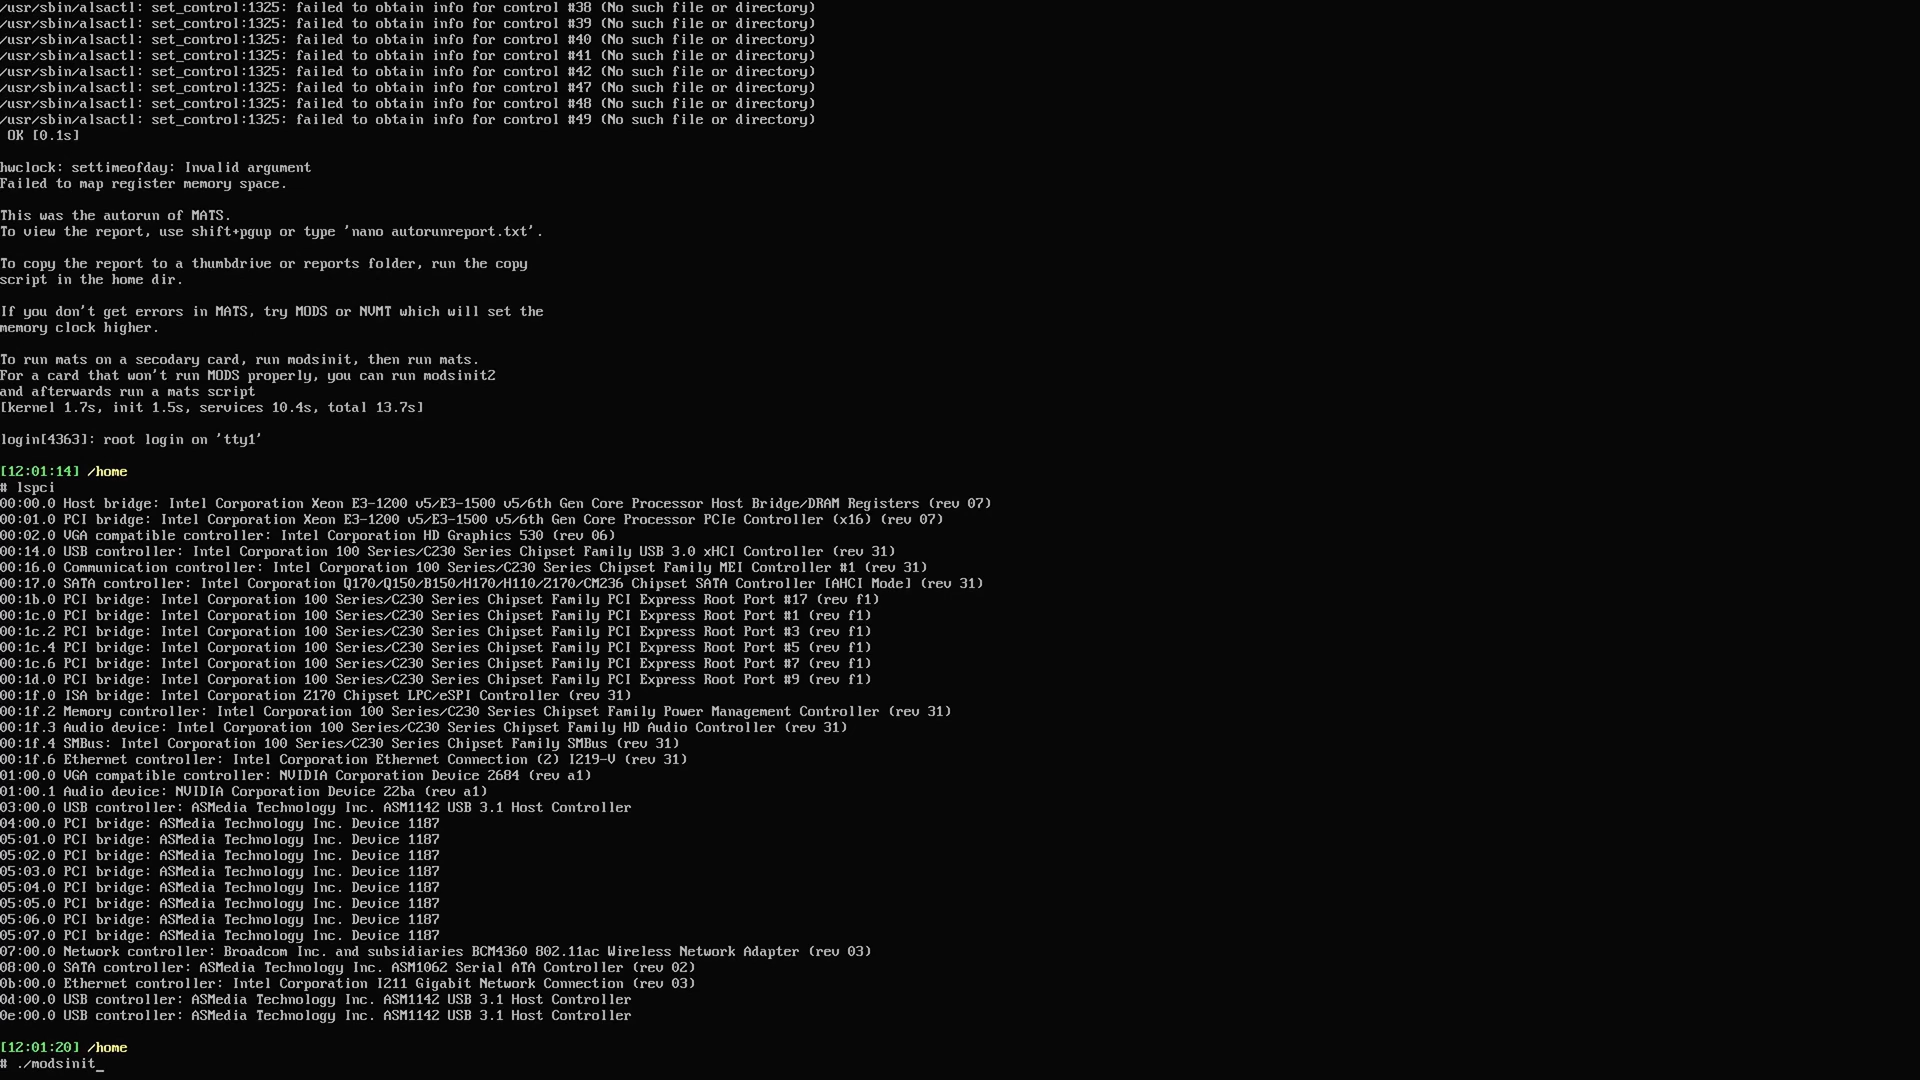 /usr/sbin/alsactl: set_control:1325: failed to obtain info for control #38 (No such file or directory)
/usr/sbin/alsactl: set_control:1325: failed to obtain info for control #39 (No such file or directory)
/usr/sbin/alsactl: set_control:1325: failed to obtain info for control #40 (No such file or directory)
/usr/sbin/alsactl: set_control:1325: failed to obtain info for control #41 (No such file or directory)
/usr/sbin/alsactl: set_control:1325: failed to obtain info for control #42 (No such file or directory)
/usr/sbin/alsactl: set_control:1325: failed to obtain info for control #47 (No such file or directory)
/usr/sbin/alsactl: set_control:1325: failed to obtain info for control #48 (No such file or directory)
/usr/sbin/alsactl: set_control:1325: failed to obtain info for control #49 (No such file or directory)
OK [0.1s]
hwclock: settimeofday: Invalid argument
Failed to map register memory space.
This was the autorun of MATS.
To view the report, use shift+pgup or type 'nano autorunreport.txt'.
To copy the report to a thumbdrive or reports folder, run the copy
script in the home dir.
If you don't get errors in MATS, try MODS or NVMT which will set the
memory clock higher.
To run mats on a secodary card, run modsinit, then run mats.
For a card that won't run MODS properly, you can run modsinit2
and afterwards run a mats script
[kernel 1.7s, init 1.5s, services 10.4s, total 13.7s]
login[4363]: root login on 'tty1'
[12:01:14] /home
# lspci
00:00.0 Host bridge: Intel Corporation Xeon E3-1200 v5/E3-1500 v5/6th Gen Core Processor Host Bridge/DRAM Registers (rev 07)
00:01.0 PCI bridge: Intel Corporation Xeon E3-1200 v5/E3-1500 v5/6th Gen Core Processor PCIe Controller (x16) (rev 07)
00:02.0 VGA compatible controller: Intel Corporation HD Graphics 530 (rev 06)
00:14.0 USB controller: Intel Corporation 100 Series/C230 Series Chipset Family USB 3.0 xHCI Controller (rev 31)
00:16.0 Communication controller: Intel Corporation 100 Series/C230 Series Chipset Family MEI Controller #1 (rev 31)
00:17.0 SATA controller: Intel Corporation Q170/Q150/B150/H170/H110/Z170/CM236 Chipset SATA Controller [AHCI Mode] (rev 31)
00:1b.0 PCI bridge: Intel Corporation 100 Series/C230 Series Chipset Family PCI Express Root Port #17 (rev f1)
00:1c.0 PCI bridge: Intel Corporation 100 Series/C230 Series Chipset Family PCI Express Root Port #1 (rev f1)
00:1c.2 PCI bridge: Intel Corporation 100 Series/C230 Series Chipset Family PCI Express Root Port #3 (rev f1)
00:1c.4 PCI bridge: Intel Corporation 100 Series/C230 Series Chipset Family PCI Express Root Port #5 (rev f1)
00:1c.6 PCI bridge: Intel Corporation 100 Series/C230 Series Chipset Family PCI Express Root Port #7 (rev f1)
00:1d.0 PCI bridge: Intel Corporation 100 Series/C230 Series Chipset Family PCI Express Root Port #9 (rev f1)
00:1f.0 ISA bridge: Intel Corporation Z170 Chipset LPC/eSPI Controller (rev 31)
00:1f.2 Memory controller: Intel Corporation 100 Series/C230 Series Chipset Family Power Management Controller (rev 31)
00:1f.3 Audio device: Intel Corporation 100 Series/C230 Series Chipset Family HD Audio Controller (rev 31)
00:1f.4 SMBus: Intel Corporation 100 Series/C230 Series Chipset Family SMBus (rev 31)
00:1f.6 Ethernet controller: Intel Corporation Ethernet Connection (2) I219-V (rev 31)
01:00.0 VGA compatible controller: NVIDIA Corporation Device 2684 (rev a1)
01:00.1 Audio device: NVIDIA Corporation Device 22ba (rev a1)
03:00.0 USB controller: ASMedia Technology Inc. ASM1142 USB 3.1 Host Controller
04:00.0 PCI bridge: ASMedia Technology Inc. Device 1187
05:01.0 PCI bridge: ASMedia Technology Inc. Device 1187
05:02.0 PCI bridge: ASMedia Technology Inc. Device 1187
05:03.0 PCI bridge: ASMedia Technology Inc. Device 1187
05:04.0 PCI bridge: ASMedia Technology Inc. Device 1187
05:05.0 PCI bridge: ASMedia Technology Inc. Device 1187
05:06.0 PCI bridge: ASMedia Technology Inc. Device 1187
05:07.0 PCI bridge: ASMedia Technology Inc. Device 1187
07:00.0 Network controller: Broadcom Inc. and subsidiaries BCM4360 802.11ac Wireless Network Adapter (rev 03)
08:00.0 SATA controller: ASMedia Technology Inc. ASM1062 Serial ATA Controller (rev 02)
0b:00.0 Ethernet controller: Intel Corporation I211 Gigabit Network Connection (rev 03)
0d:00.0 USB controller: ASMedia Technology Inc. ASM1142 USB 3.1 Host Controller
0e:00.0 USB controller: ASMedia Technology Inc. ASM1142 USB 3.1 Host Controller
[12:01:20] /home
# ./modsinit_